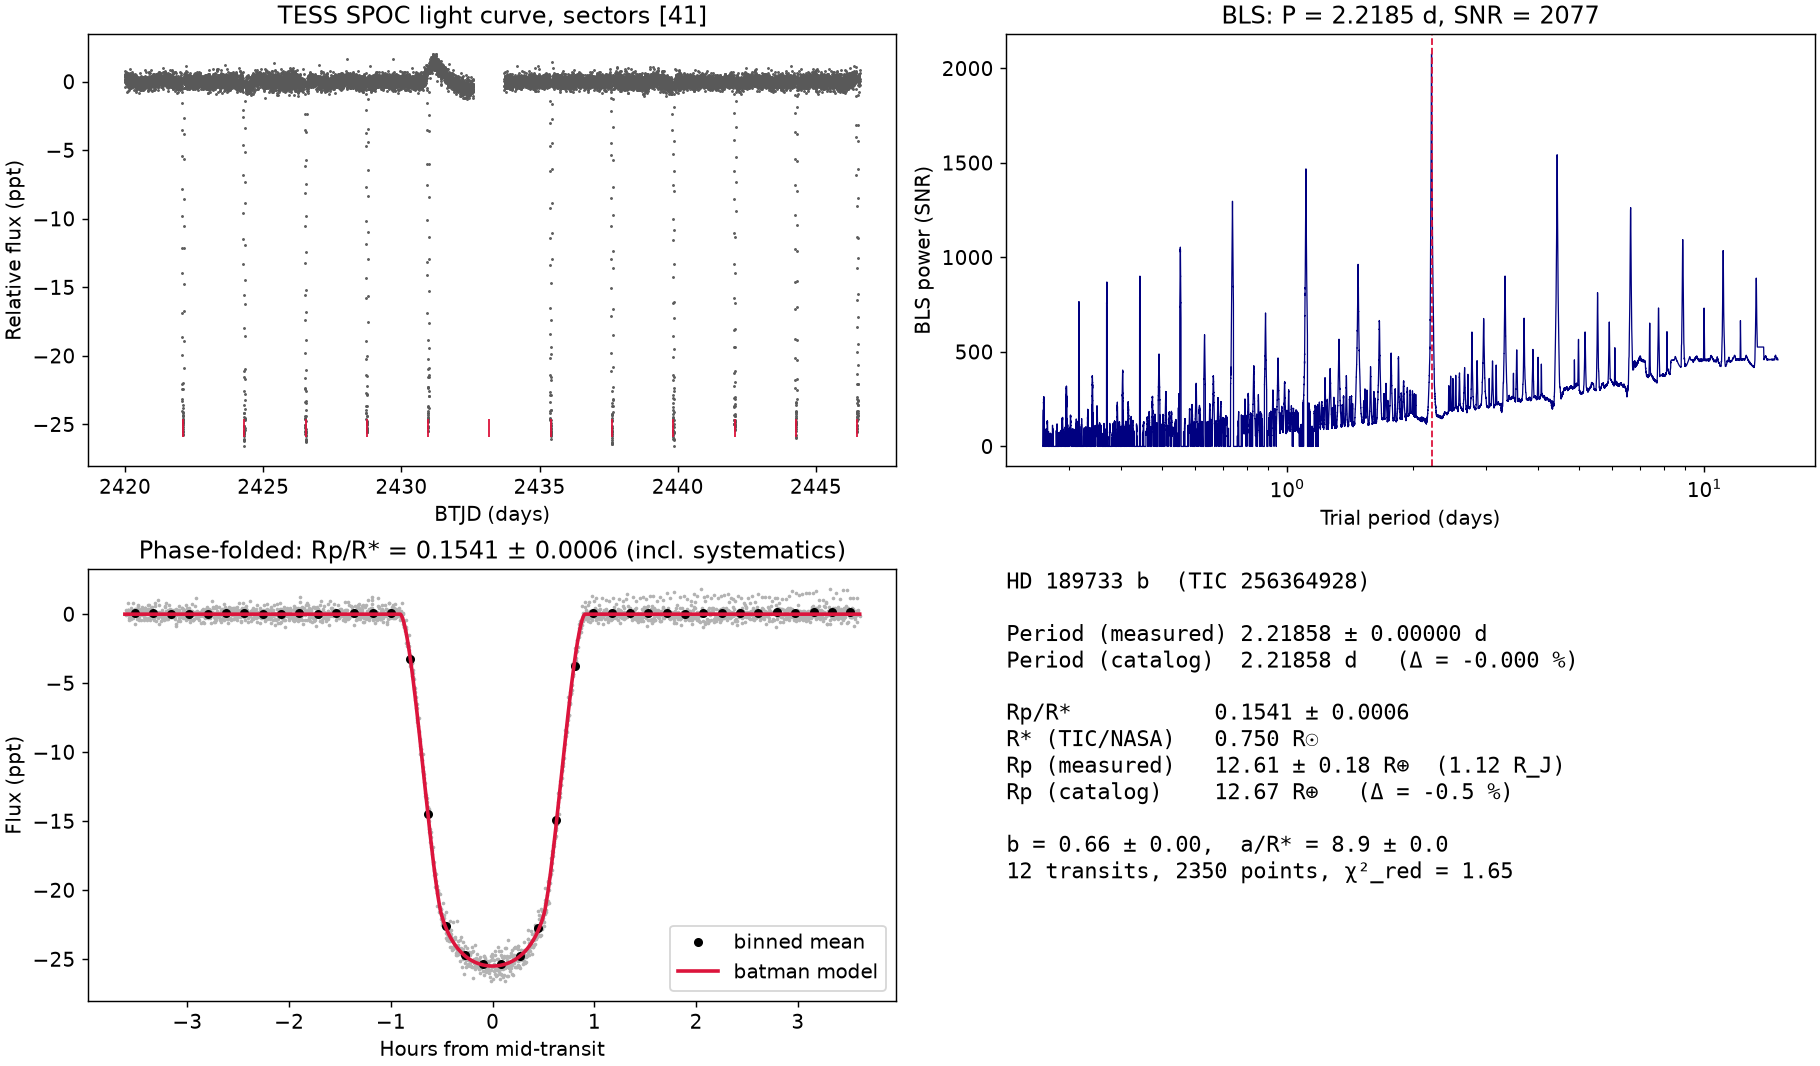 TESS SPOC light curve, sectors [41]
Relative flux (ppt)
0
−5
−10
−15
−20
−25
2420 2425 2430 2435 2440 2445
BTJD (days)
BLS: P = 2.2185 d, SNR = 2077
BLS power (SNR)
2000
1500
1000
500
0
10⁰ 10¹
Trial period (days)
Phase-folded: Rp/R* = 0.1541 ± 0.0006 (incl. systematics)
Flux (ppt)
0
−5
−10
−15
−20
−25
binned mean
batman model
−3 −2 −1 0 1 2 3
Hours from mid-transit
HD 189733 b (TIC 256364928)
Period (measured) 2.21858 ± 0.00000 d
Period (catalog) 2.21858 d (Δ = -0.000 %)
Rp/R* 0.1541 ± 0.0006
R* (TIC/NASA) 0.750 R☉
Rp (measured) 12.61 ± 0.18 R⊕ (1.12 R_J)
Rp (catalog) 12.67 R⊕ (Δ = -0.5 %)
b = 0.66 ± 0.00, a/R* = 8.9 ± 0.0
12 transits, 2350 points, χ²_red = 1.65